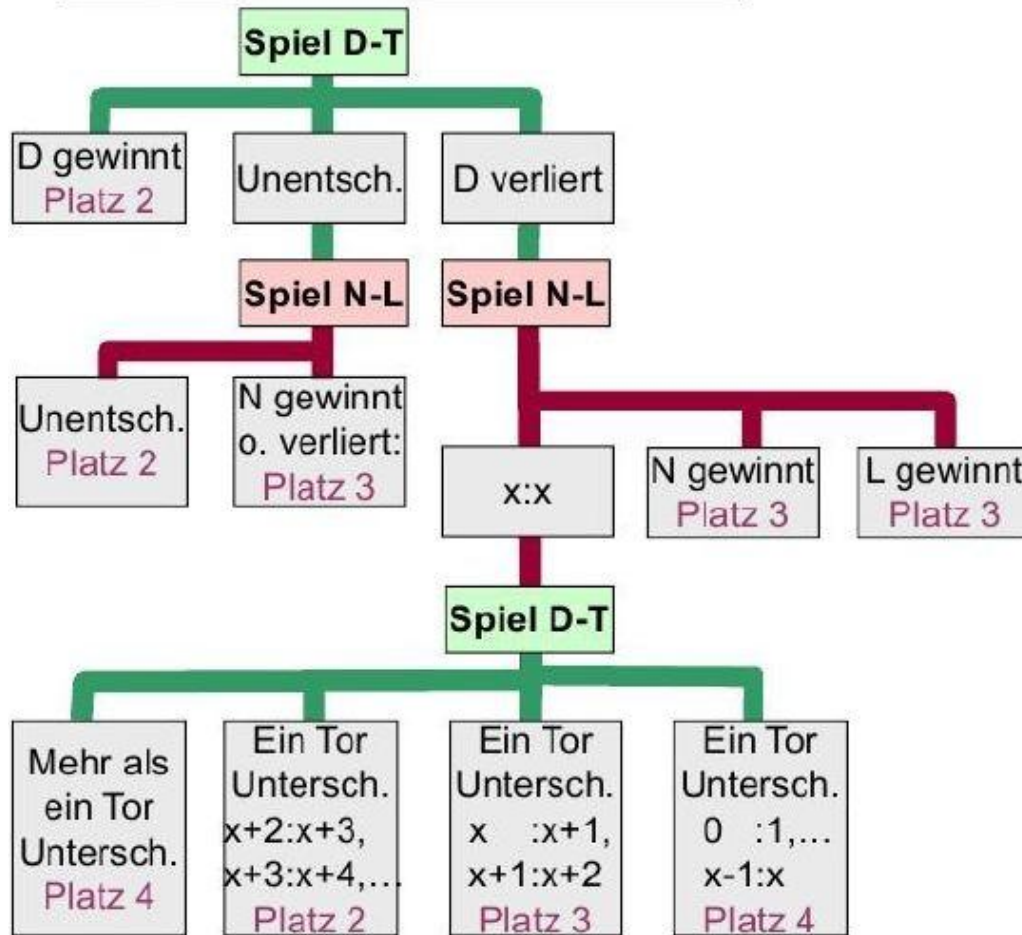 Spiel D-T
D gewinnt
Platz 2
Unentsch.
D verliert
Spiel N-L
Spiel N-L
Unentsch.
Platz 2
N gewinnt
o. verliert:
Platz 3
x:x
N gewinnt
Platz 3
L gewinnt
Platz 3
Spiel D-T
Mehr als
ein Tor
Untersch.
Platz 4
Ein Tor
Untersch.
x+2:x+3,
x+3:x+4,...
Platz 2
Ein Tor
Untersch.
x :x+1,
x+1:x+2
Platz 3
Ein Tor
Untersch.
0 :1,...
x-1:x
Platz 4